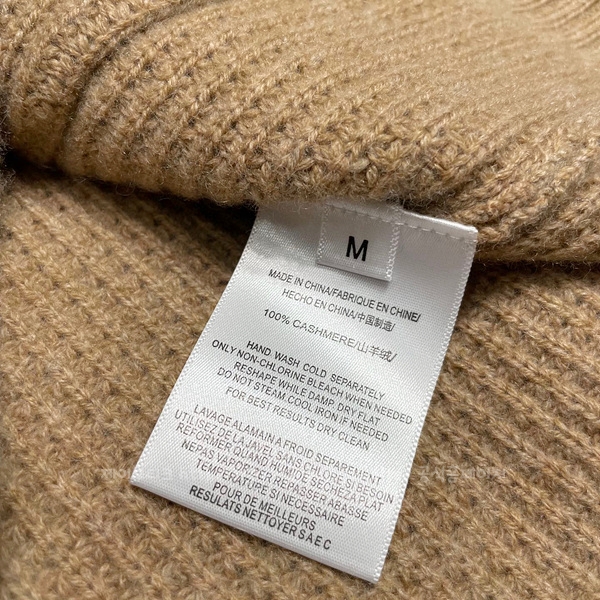 M
MADE IN CHINA/FABRIQUE EN CHINE/
HECHO EN CHINA/中国制造/
100% CASHMERE/山羊绒/
HAND WASH COLD SEPARATELY
ONLY NON-CHLORINE BLEACH WHEN NEEDED
RESHAPE WHILE DAMP, DRY FLAT
DO NOT STEAM COOL IRON IF NEEDED
FOR BEST RESULTS DRY CLEAN
LAVAGE ALAMAIN A FROID SEPAREMENT
UTILISEZ DE LA JAVEL SANS CHLORE SI BESOIN
REFORMER QUAND HUMIDE SECHEZA PLAT
NEPAS VAPORIZER REPASSER ABASSE
TEMPERATURE SI NECESSAIRE
POUR DE MEILLEURS
RESULATS NETTOYER S A E C